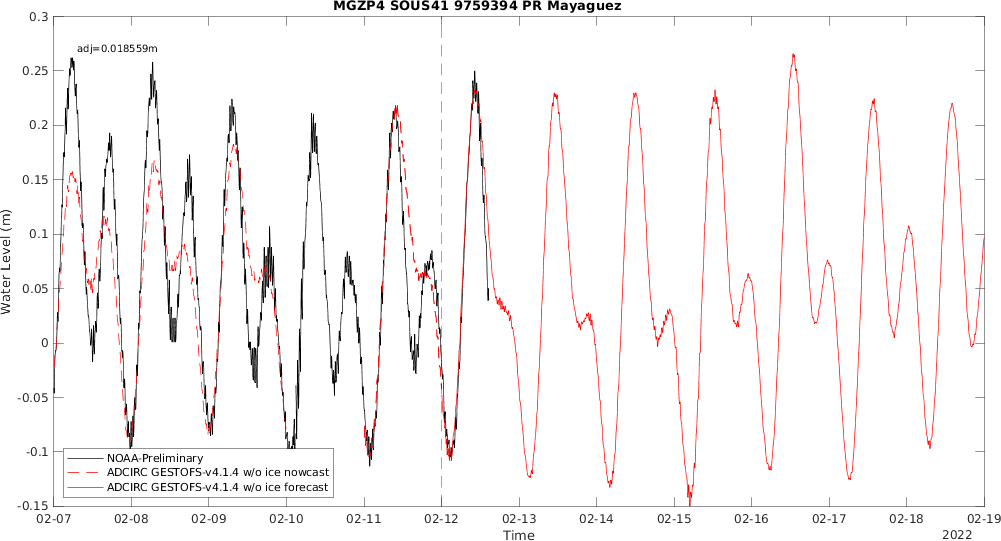 MGZP4 SOUS41 9759394 PR Mayaguez
adj=0.018559m
0.3
0.25
0.2
0.15
0.1
0.05
0
-0.05
-0.1
-0.15
Water Level (m)
NOAA-Preliminary
ADCIRC GESTOFS-v4.1.4 w/o ice nowcast
ADCIRC GESTOFS-v4.1.4 w/o ice forecast
02-07 02-08 02-09 02-10 02-11 02-12 02-13 02-14 02-15 02-16 02-17 02-18 02-19
Time
2022